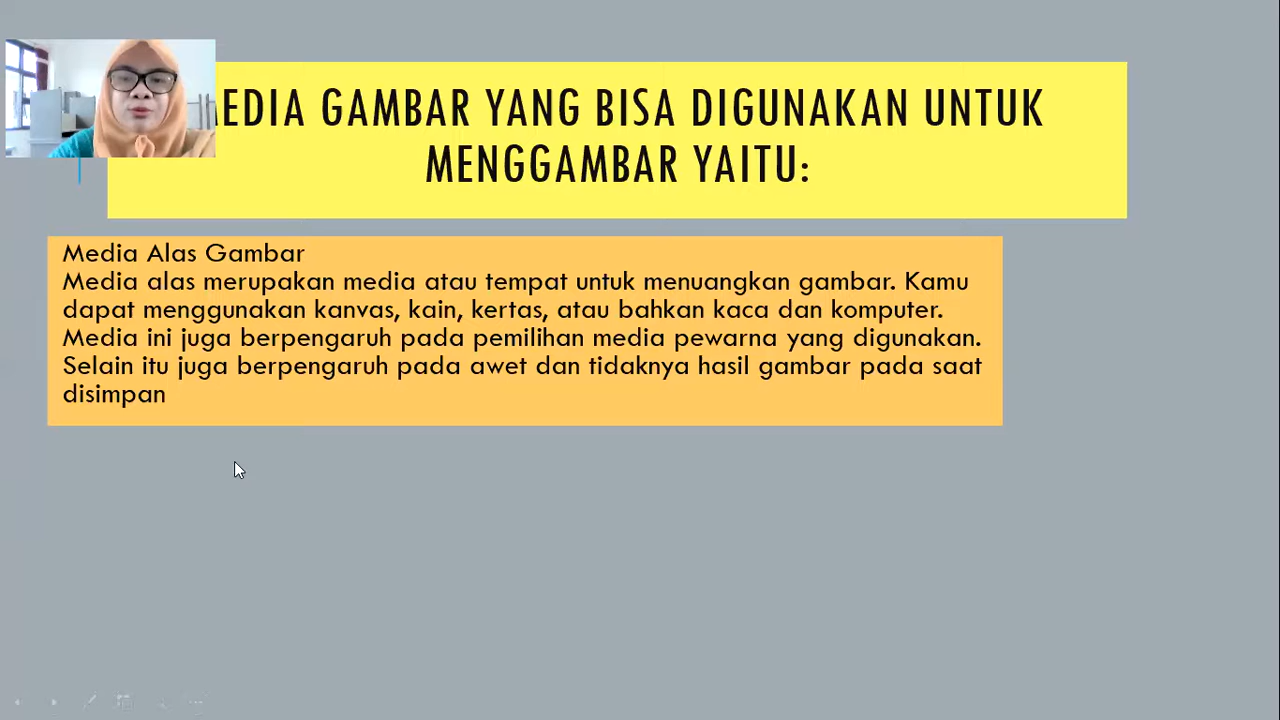 EDIA GAMBAR YANG BISA DIGUNAKAN UNTUK
MENGGAMBAR YAITU:
Media Alas Gambar
Media alas merupakan media atau tempat untuk menuangkan gambar. Kamu
dapat menggunakan kanvas, kain, kertas, atau bahkan kaca dan komputer.
Media ini juga berpengaruh pada pemilihan media pewarna yang digunakan.
Selain itu juga berpengaruh pada awet dan tidaknya hasil gambar pada saat
disimpan